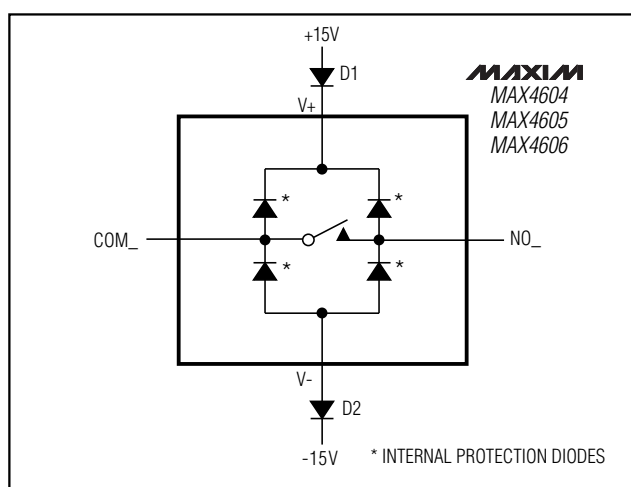 +15V
D1
MAXIM
V+
MAX4604
MAX4605
MAX4606
*
*
COM_
NO_
*
*
V-
D2
-15V
* INTERNAL PROTECTION DIODES